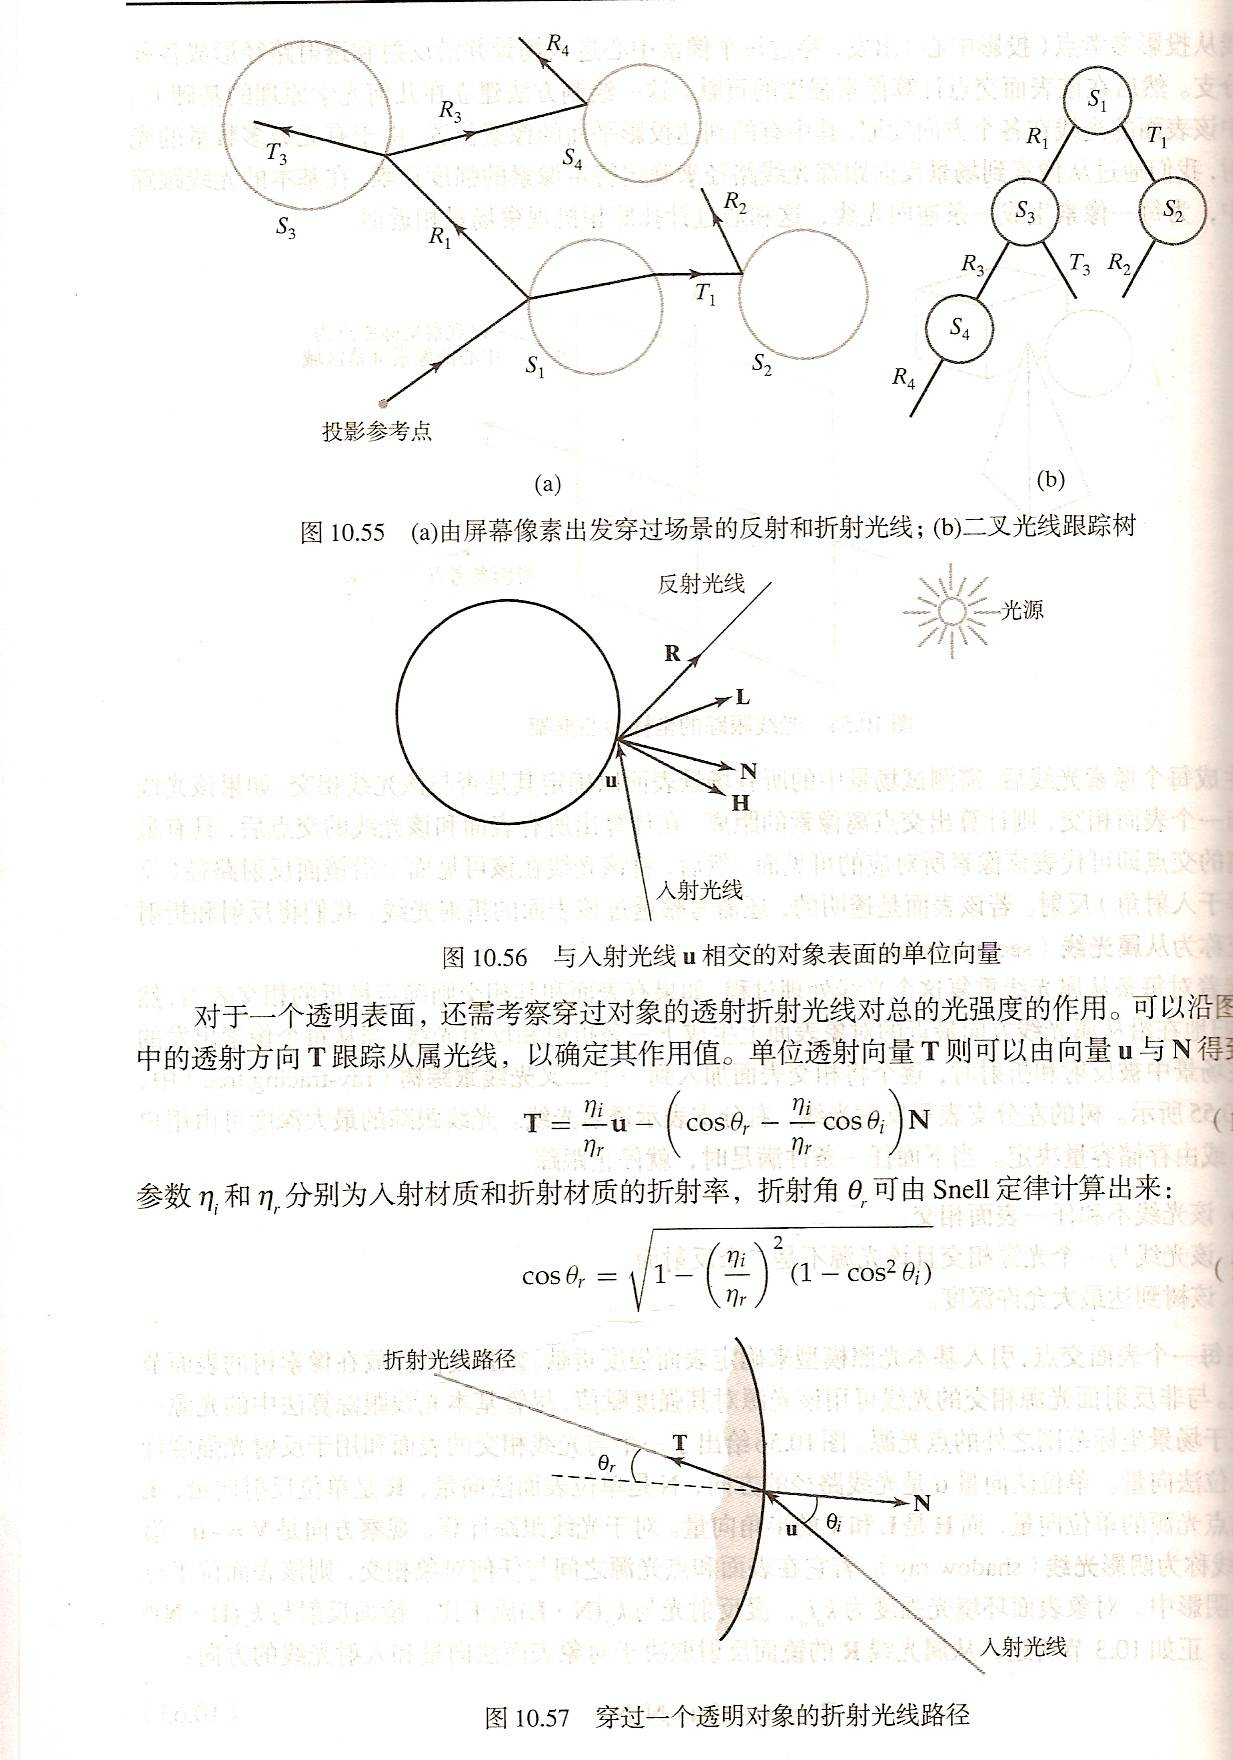 R₄
R₃
T₃
S₄
S₃
R₁
R₂
T₁
S₁
S₂
投影参考点
(a)
S₁
R₁
T₁
S₃
S₂
R₃
T₃
R₂
S₄
R₄
(b)
图 10.55 (a)由屏幕像素出发穿过场景的反射和折射光线；(b)二叉光线跟踪树
反射光线
光源
R
L
N
H
u
入射光线
图 10.56 与入射光线 u 相交的对象表面的单位向量
对于一个透明表面，还需考察穿过对象的透射折射光线对总的光强度的作用。可以沿图
中的透射方向 T 跟踪从属光线，以确定其作用值。单位透射向量 T 则可以由向量 u 与 N 得到
T = ηi/ηr u − (cos θr − ηi/ηr cos θi) N
参数 ηi 和 ηr 分别为入射材质和折射材质的折射率，折射角 θr 可由 Snell 定律计算出来：
cos θr = √(1 − (ηi/ηr)² (1 − cos² θi))
折射光线路径
T
θr
N
u
θi
入射光线
图 10.57 穿过一个透明对象的折射光线路径